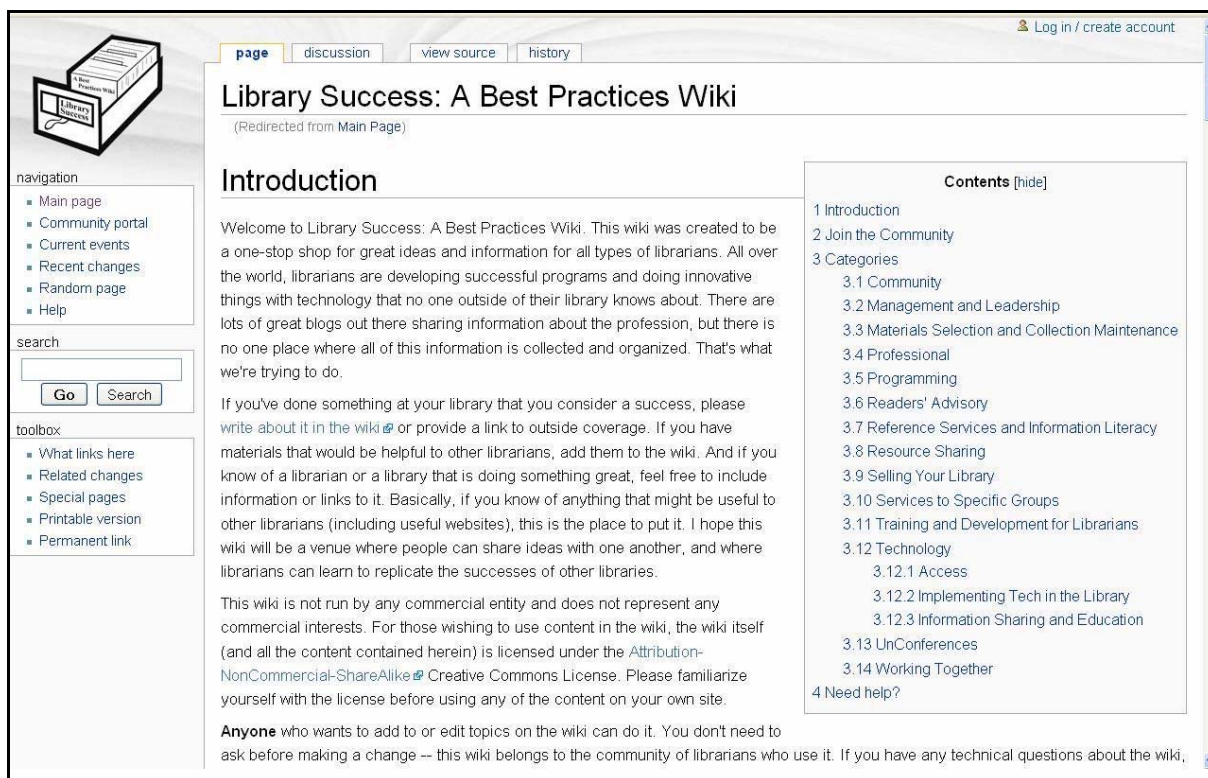 Log in / create account
page
discussion
view source
history
A Best
Practices Wiki
Library
Success
Library Success: A Best Practices Wiki
(Redirected from Main Page)
navigation
Main page
Community portal
Current events
Recent changes
Random page
Help
search
Go
Search
toolbox
What links here
Related changes
Special pages
Printable version
Permanent link
Introduction
Welcome to Library Success: A Best Practices Wiki. This wiki was created to be
a one-stop shop for great ideas and information for all types of librarians. All over
the world, librarians are developing successful programs and doing innovative
things with technology that no one outside of their library knows about. There are
lots of great blogs out there sharing information about the profession, but there is
no one place where all of this information is collected and organized. That's what
we're trying to do.
If you've done something at your library that you consider a success, please
write about it in the wiki or provide a link to outside coverage. If you have
materials that would be helpful to other librarians, add them to the wiki. And if you
know of a librarian or a library that is doing something great, feel free to include
information or links to it. Basically, if you know of anything that might be useful to
other librarians (including useful websites), this is the place to put it. I hope this
wiki will be a venue where people can share ideas with one another, and where
librarians can learn to replicate the successes of other libraries.
This wiki is not run by any commercial entity and does not represent any
commercial interests. For those wishing to use content in the wiki, the wiki itself
(and all the content contained herein) is licensed under the Attribution-
NonCommercial-ShareAlike Creative Commons License. Please familiarize
yourself with the license before using any of the content on your own site.
Anyone who wants to add to or edit topics on the wiki can do it. You don't need to
ask before making a change -- this wiki belongs to the community of librarians who use it. If you have any technical questions about the wiki,
Contents [hide]
1 Introduction
2 Join the Community
3 Categories
3.1 Community
3.2 Management and Leadership
3.3 Materials Selection and Collection Maintenance
3.4 Professional
3.5 Programming
3.6 Readers' Advisory
3.7 Reference Services and Information Literacy
3.8 Resource Sharing
3.9 Selling Your Library
3.10 Services to Specific Groups
3.11 Training and Development for Librarians
3.12 Technology
3.12.1 Access
3.12.2 Implementing Tech in the Library
3.12.3 Information Sharing and Education
3.13 UnConferences
3.14 Working Together
4 Need help?